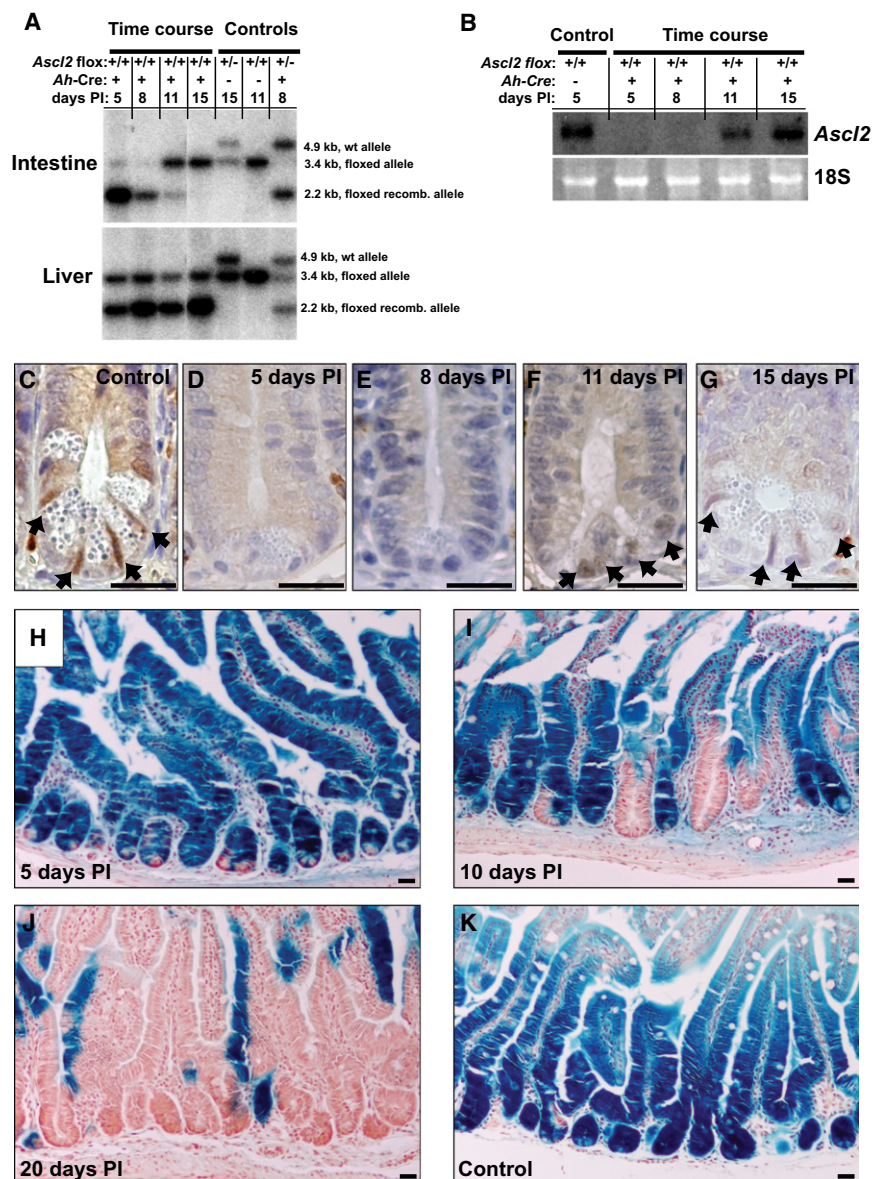 A
Time course Controls
Ascl2 flox: +/+ +/+ +/+ +/+ +/- +/+ +/-
Ah-Cre: + + + + - - +
days PI: 5 8 11 15 15 11 8
Intestine
4.9 kb, wt allele
3.4 kb, floxed allele
2.2 kb, floxed recomb. allele
Liver
4.9 kb, wt allele
3.4 kb, floxed allele
2.2 kb, floxed recomb. allele
B
Control Time course
Ascl2 flox: +/+ +/+ +/+ +/+ +/+
Ah-Cre: - + + + +
days PI: 5 5 8 11 15
Ascl2
18S
C Control
D 5 days PI
E 8 days PI
F 11 days PI
G 15 days PI
H
5 days PI
I
10 days PI
J
20 days PI
K
Control